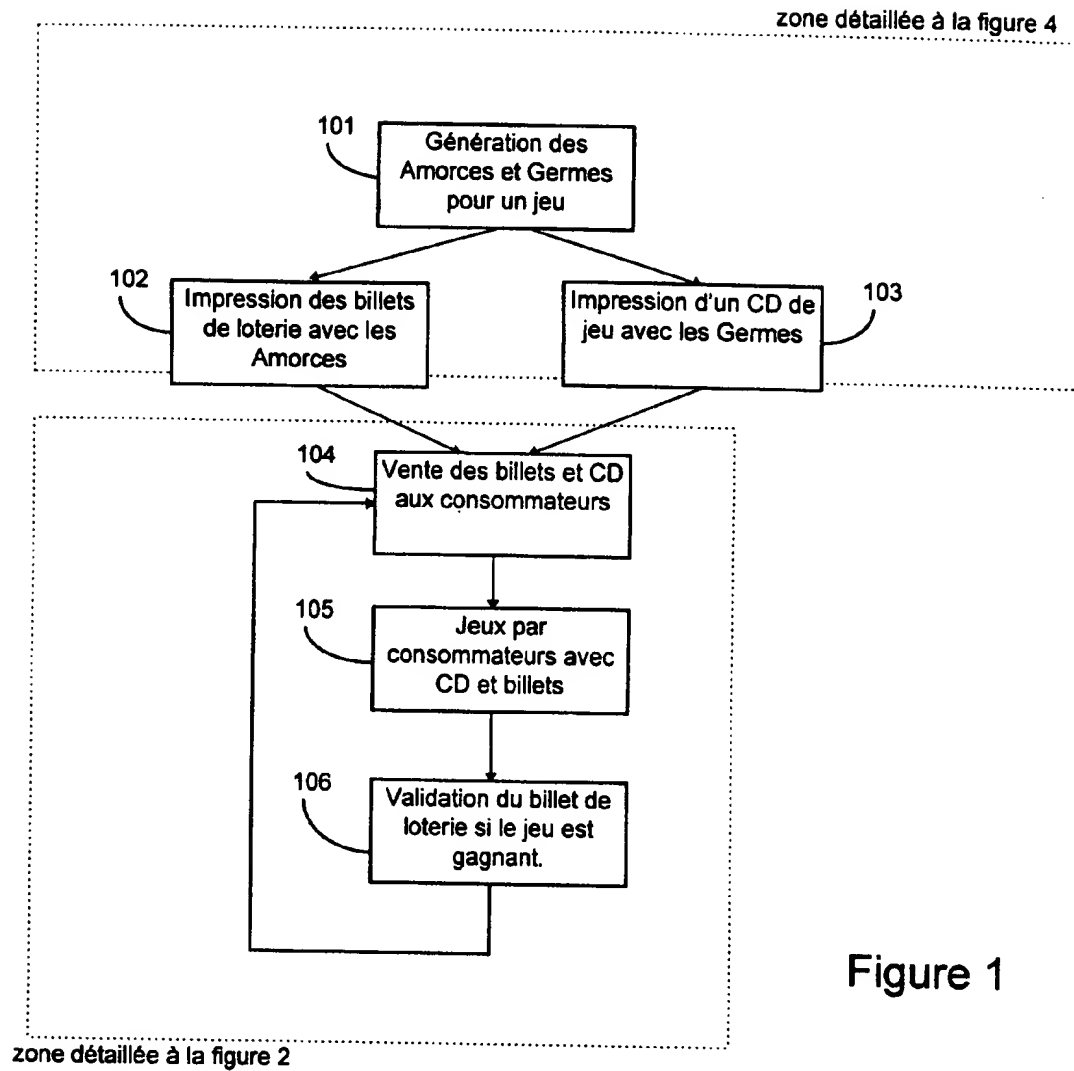 zone détaillée à la figure 4
101
Génération des
Amorces et Germes
pour un jeu
102
Impression des billets
de loterie avec les
Amorces
Impression d'un CD de
jeu avec les Germes
103
104
Vente des billets et CD
aux consommateurs
105
Jeux par
consommateurs avec
CD et billets
106
Validation du billet de
loterie si le jeu est
gagnant.
Figure 1
zone détaillée à la figure 2